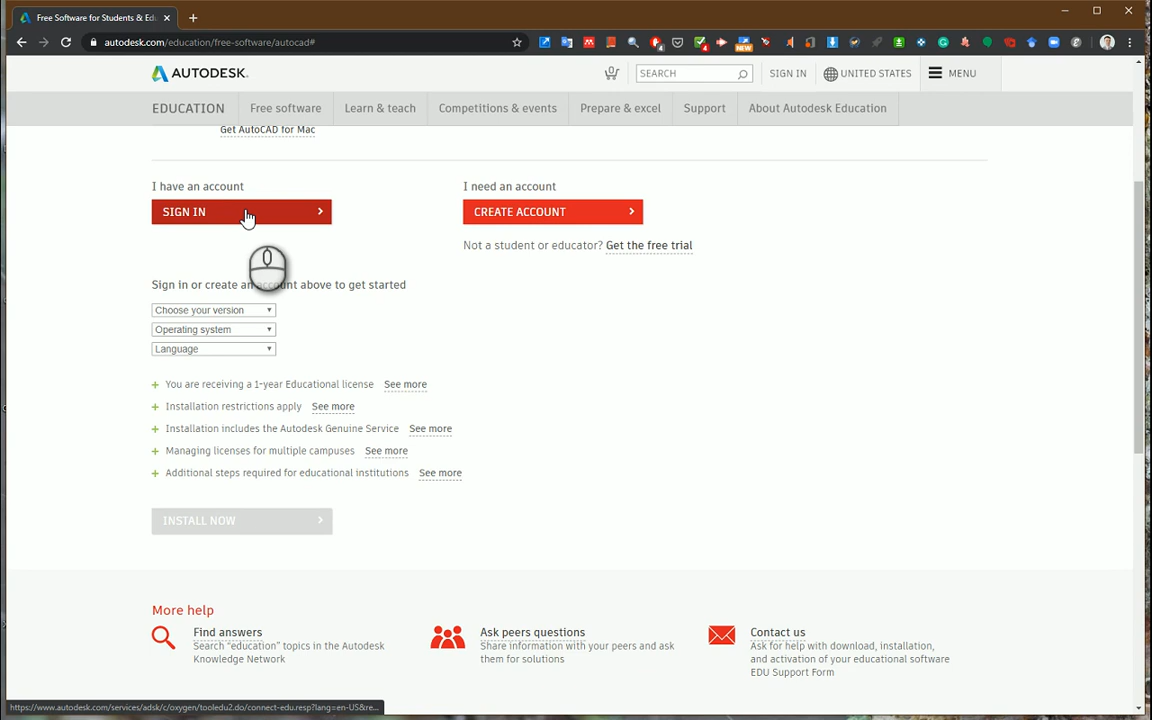 Free Software for Students & Edu
autodesk.com/education/free-software/autocad#
4
4
NEW
AUTODESK.
0
SEARCH
SIGN IN
UNITED STATES
MENU
EDUCATION
Free software
Learn & teach
Competitions & events
Prepare & excel
Support
About Autodesk Education
Get AutoCAD for Mac
I have an account
I need an account
SIGN IN
CREATE ACCOUNT
Not a student or educator? Get the free trial
Sign in or create an account above to get started
Choose your version
Operating system
Language
+ You are receiving a 1-year Educational license See more
+ Installation restrictions apply See more
+ Installation includes the Autodesk Genuine Service See more
+ Managing licenses for multiple campuses See more
+ Additional steps required for educational institutions See more
INSTALL NOW
More help
Find answers
Search "education" topics in the Autodesk
Knowledge Network
Ask peers questions
Share information with your peers and ask
them for solutions
Contact us
Ask for help with download, installation,
and activation of your educational software
EDU Support Form
https://www.autodesk.com/services/adsk/c/oxygen/tooledu2.do/connect-edu.resp?lang=en-US&re...